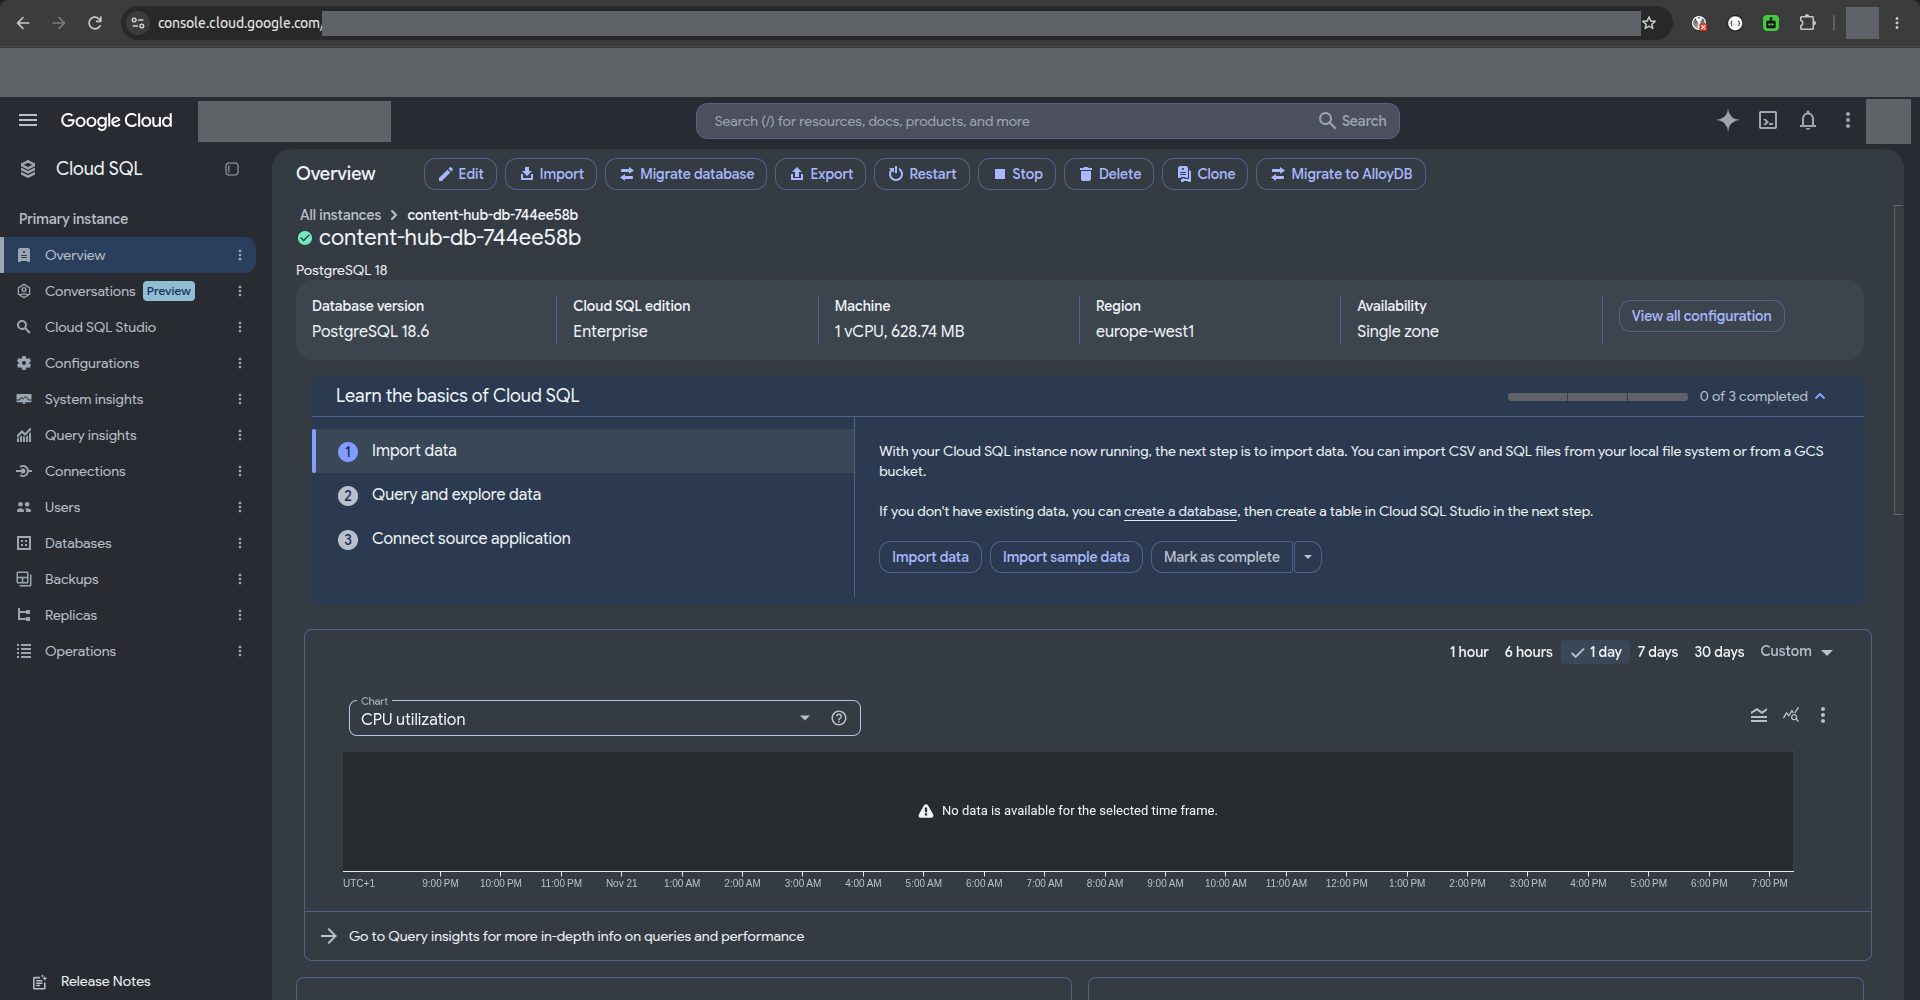 console.cloud.google.com/
Google Cloud
Search (/) for resources, docs, products, and more
Search
Cloud SQL
Primary instance
Overview
Conversations Preview
Cloud SQL Studio
Configurations
System insights
Query insights
Connections
Users
Databases
Backups
Replicas
Operations
Release Notes
Overview
Edit
Import
Migrate database
Export
Restart
Stop
Delete
Clone
Migrate to AlloyDB
All instances content-hub-db-744ee58b
content-hub-db-744ee58b
PostgreSQL 18
Database version
PostgreSQL 18.6
Cloud SQL edition
Enterprise
Machine
1 vCPU, 628.74 MB
Region
europe-west1
Availability
Single zone
View all configuration
Learn the basics of Cloud SQL
0 of 3 completed
1 Import data
2 Query and explore data
3 Connect source application
With your Cloud SQL instance now running, the next step is to import data. You can import CSV and SQL files from your local file system or from a GCS
bucket.
If you don't have existing data, you can create a database, then create a table in Cloud SQL Studio in the next step.
Import data
Import sample data
Mark as complete
1 hour
6 hours
1 day
7 days
30 days
Custom
Chart
CPU utilization
No data is available for the selected time frame.
UTC+1 9:00 PM 10:00 PM 11:00 PM Nov 21 1:00 AM 2:00 AM 3:00 AM 4:00 AM 5:00 AM 6:00 AM 7:00 AM 8:00 AM 9:00 AM 10:00 AM 11:00 AM 12:00 PM 1:00 PM 2:00 PM 3:00 PM 4:00 PM 5:00 PM 6:00 PM 7:00 PM
Go to Query insights for more in-depth info on queries and performance